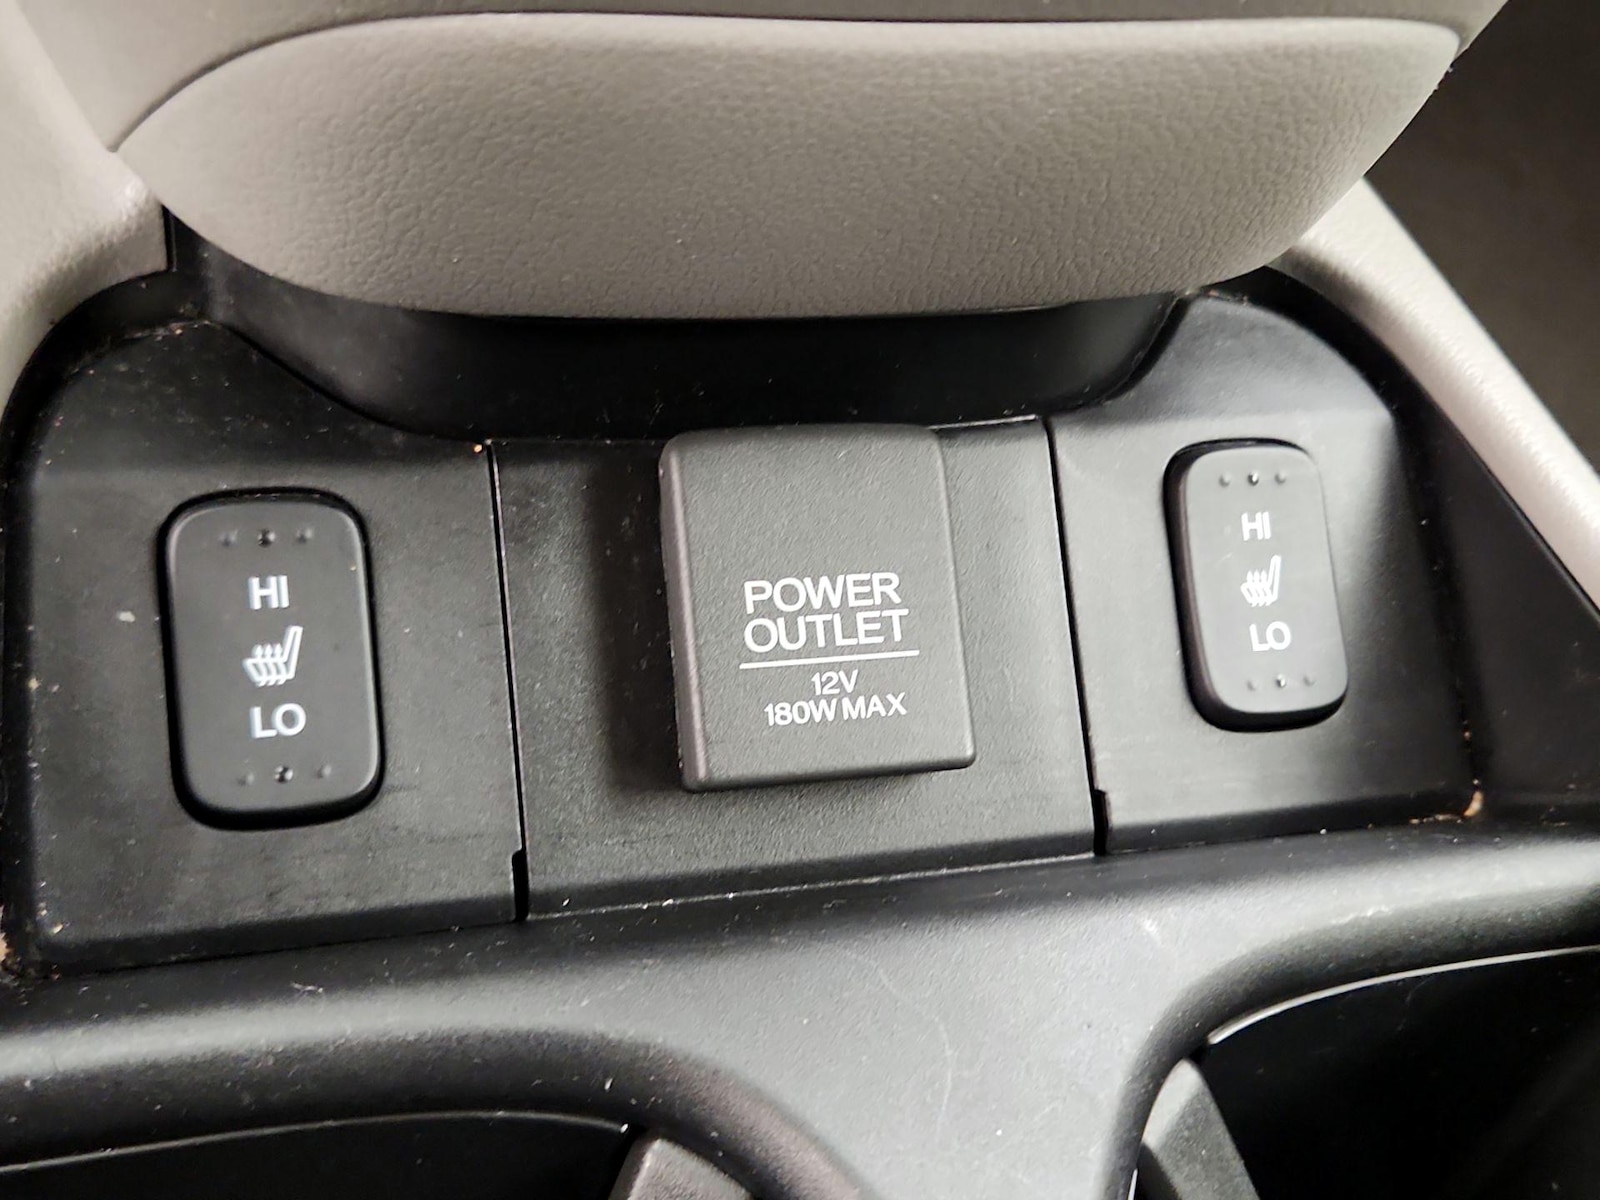 HI
LO
POWER
OUTLET
12V
180W MAX
HI
LO